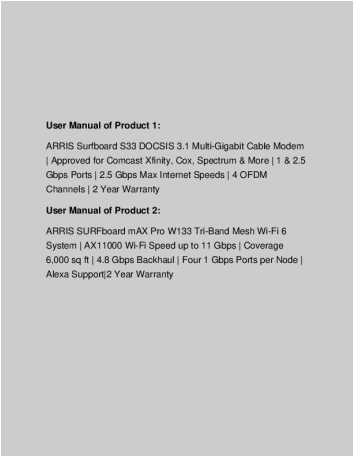 User Manual of Product 1:
ARRIS Surfboard S33 DOCSIS 3.1 Multi-Gigabit Cable Modem
| Approved for Comcast Xfinity, Cox, Spectrum & More | 1 & 2.5
Gbps Ports | 2.5 Gbps Max Internet Speeds | 4 OFDM
Channels | 2 Year Warranty
User Manual of Product 2:
ARRIS SURFboard mAX Pro W133 Tri-Band Mesh Wi-Fi 6
System | AX11000 Wi-Fi Speed up to 11 Gbps | Coverage
6,000 sq ft | 4.8 Gbps Backhaul | Four 1 Gbps Ports per Node |
Alexa Support|2 Year Warranty